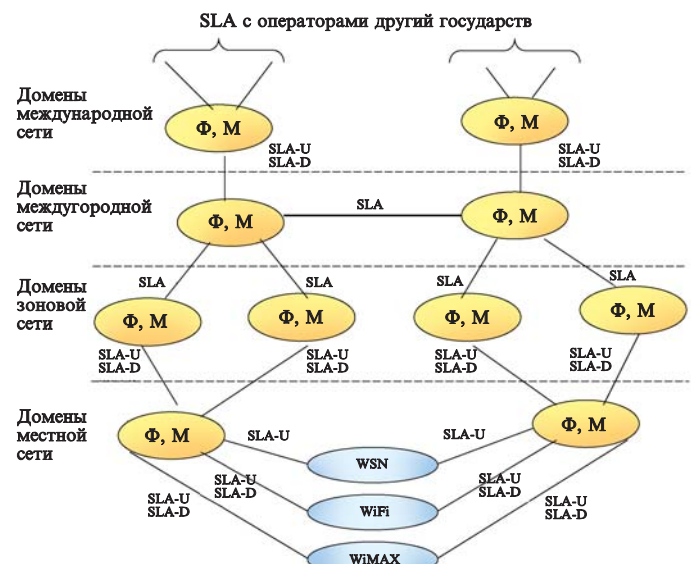 SLA с операторами другий государств
Домены
международной
сети
Ф, М
Ф, М
SLA-U
SLA-D
SLA-U
SLA-D
Домены
междугородной
сети
Ф, М
SLA
Ф, М
Домены
зоновой
сети
SLA
SLA
SLA
SLA
Ф, М
Ф, М
Ф, М
Ф, М
SLA-U
SLA-D
SLA-U
SLA-D
SLA-U
SLA-D
SLA-U
SLA-D
Домены
местной
сети
Ф, М
Ф, М
SLA-U
SLA-U
WSN
SLA-U
SLA-D
SLA-U
SLA-D
WiFi
SLA-U
SLA-D
SLA-U
SLA-D
WiMAX